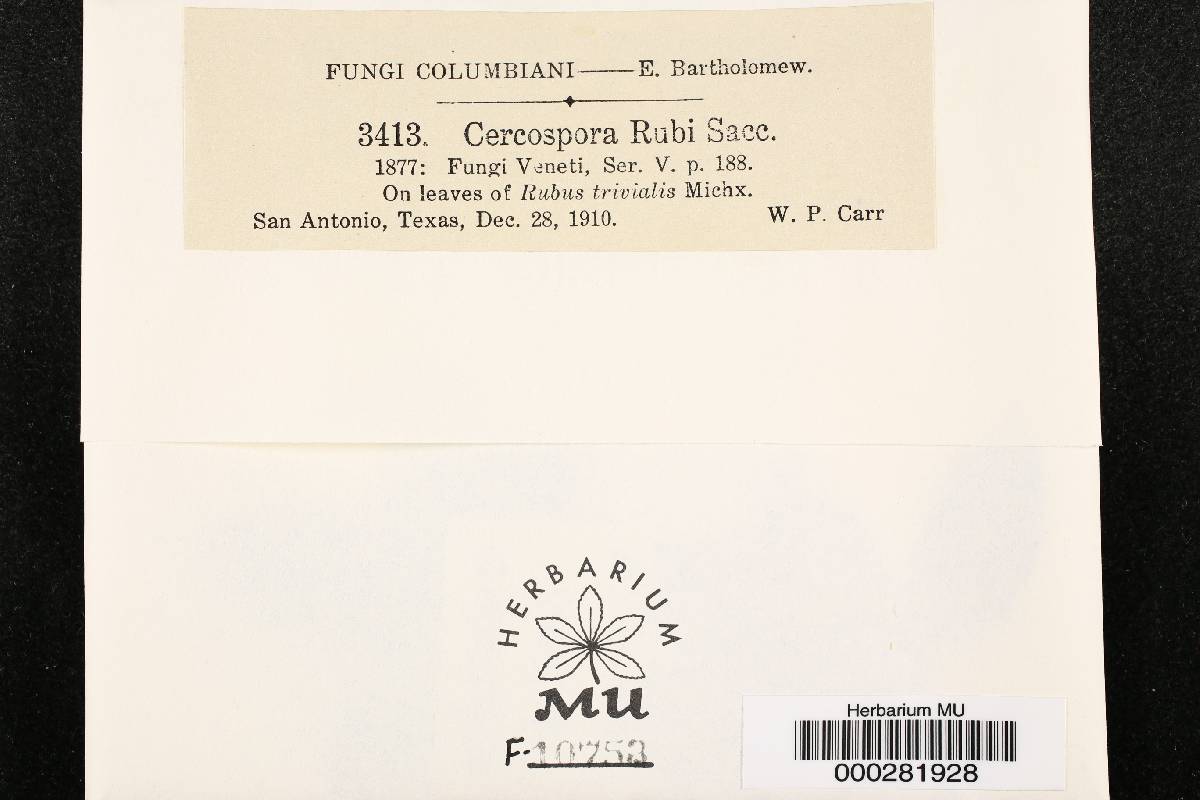 FUNGI COLUMBIANI——E. Bartholomew.
3413. Cercospora Rubi Sacc.
1877: Fungi Veneti, Ser. V. p. 188.
On leaves of Rubus trivialis Michx.
San Antonio, Texas, Dec. 28, 1910. W. P. Carr
HERBARIUM
MU
F-10753
Herbarium MU
000281928